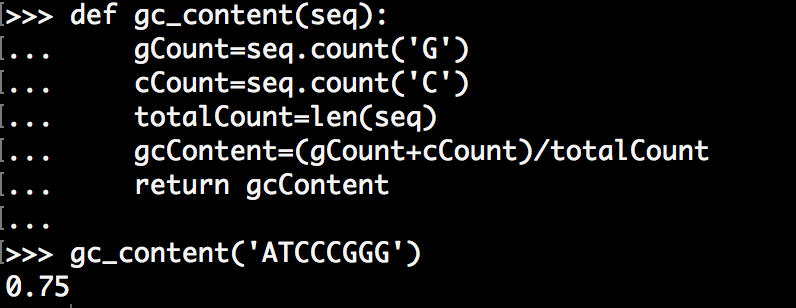 >>> def gc_content(seq):
...     gCount=seq.count('G')
...     cCount=seq.count('C')
...     totalCount=len(seq)
...     gcContent=(gCount+cCount)/totalCount
...     return gcContent
...
>>> gc_content('ATCCCGGG')
0.75